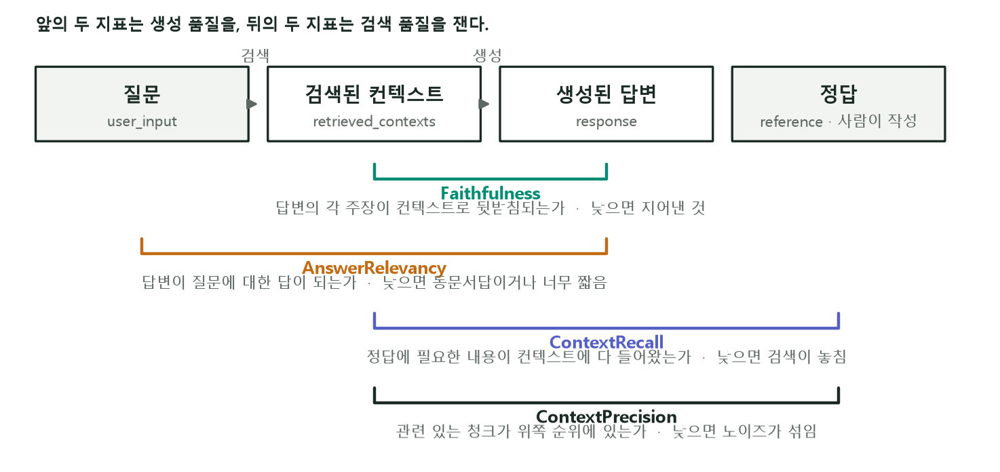 앞의 두 지표는 생성 품질을, 뒤의 두 지표는 검색 품질을 잰다.
검색 생성
질문 검색된 컨텍스트 생성된 답변 정답
user_input retrieved_contexts response reference · 사람이 작성
Faithfulness
답변의 각 주장이 컨텍스트로 뒷받침되는가 · 낮으면 지어낸 것
AnswerRelevancy
답변이 질문에 대한 답이 되는가 · 낮으면 동문서답이거나 너무 짧음
ContextRecall
정답에 필요한 내용이 컨텍스트에 다 들어왔는가 · 낮으면 검색이 놓침
ContextPrecision
관련 있는 청크가 위쪽 순위에 있는가 · 낮으면 노이즈가 섞임